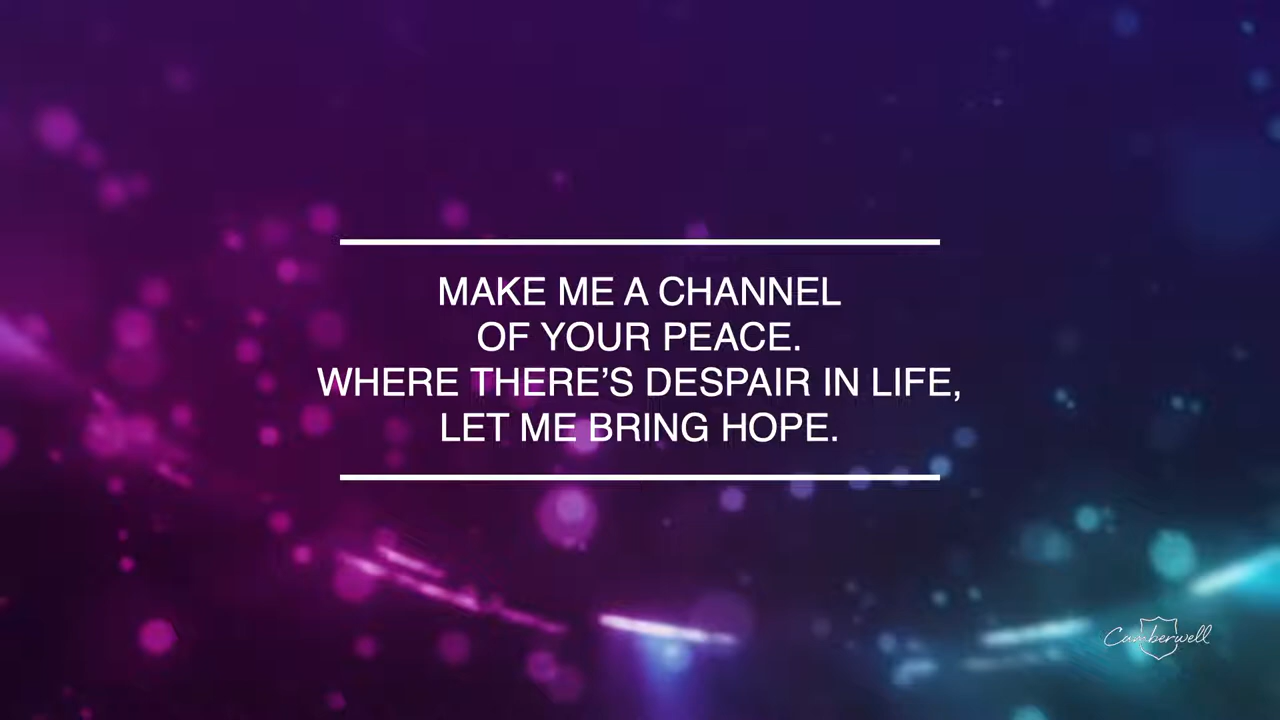 MAKE ME A CHANNEL
OF YOUR PEACE.
WHERE THERE’S DESPAIR IN LIFE,
LET ME BRING HOPE.
Camberwell